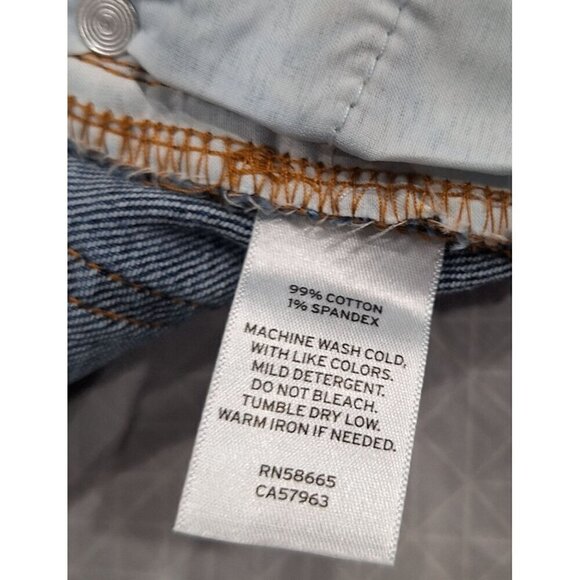 99% COTTON
1% SPANDEX
MACHINE WASH COLD,
WITH LIKE COLORS.
MILD DETERGENT.
DO NOT BLEACH.
TUMBLE DRY LOW.
WARM IRON IF NEEDED.
RN58665
CA57963